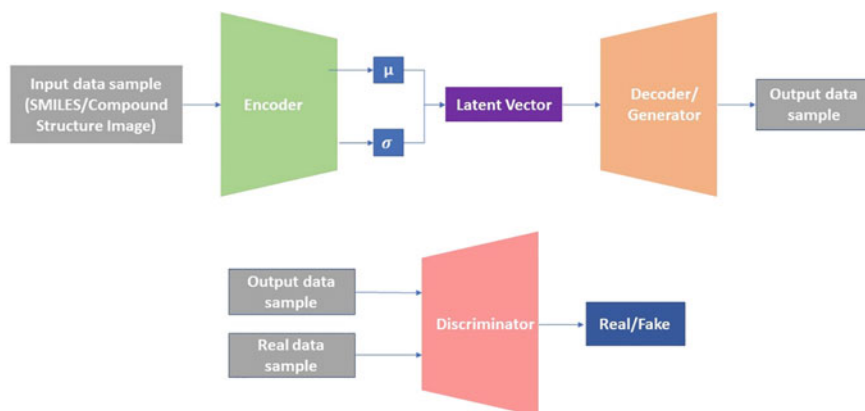 Input data sample
(SMILES/Compound
Structure Image)
Encoder
μ
σ
Latent Vector
Decoder/
Generator
Output data
sample
Output data
sample
Real data
sample
Discriminator
Real/Fake